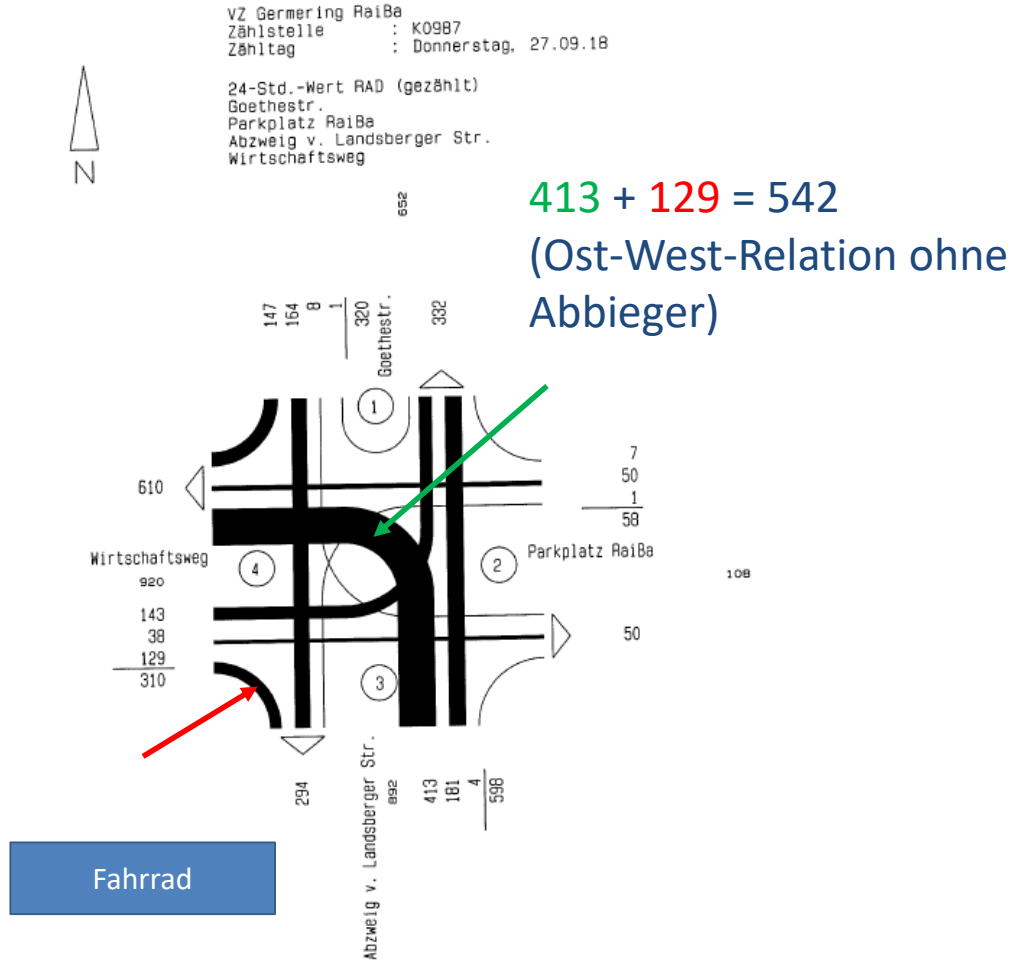 VZ Germering RaiBa
Zählstelle : K0987
Zähltag : Donnerstag, 27.09.18
24-Std.-Wert RAD (gezählt)
Goethestr.
Parkplatz RaiBa
Abzweig v. Landsberger Str.
Wirtschaftsweg
N
652
413 + 129 = 542
(Ost-West-Relation ohne
Abbieger)
147
164
8
1
320
Goethestr.
332
1
7
50
1
58
610
Wirtschaftsweg
920
4
2
Parkplatz RaiBa
108
143
38
129
310
50
3
294
Abzweig v. Landsberger Str.
892
413
181
4
598
Fahrrad